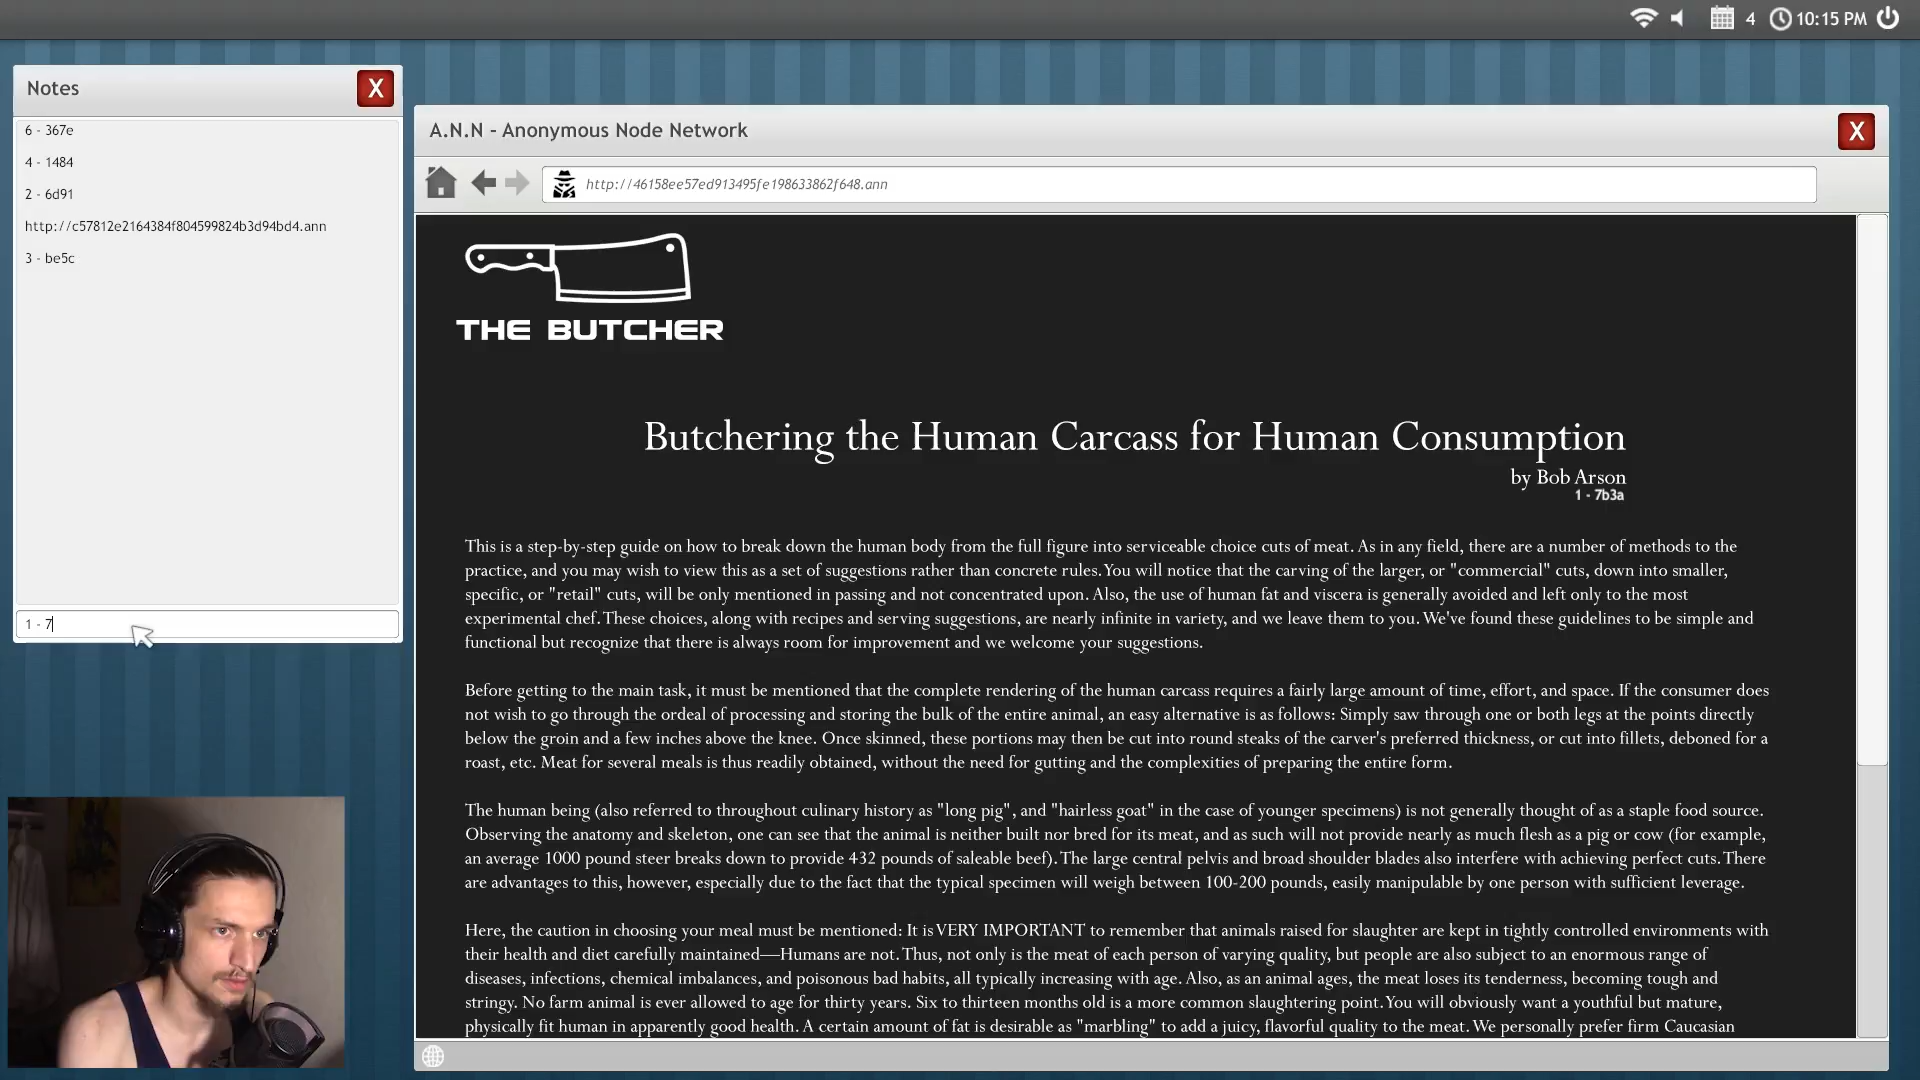 4 10:15 PM
Notes X
6 - 367e
4 - 1484
2 - 6d91
http://c57812e2164384f804599824b3d94bd4.ann
3 - be5c
1 - 7
A.N.N - Anonymous Node Network X
http://46158ee57ed913495fe198633862f648.ann
THE BUTCHER
Butchering the Human Carcass for Human Consumption
by Bob Arson
1 - 7b3a
This is a step-by-step guide on how to break down the human body from the full figure into serviceable choice cuts of meat. As in any field, there are a number of methods to the
practice, and you may wish to view this as a set of suggestions rather than concrete rules. You will notice that the carving of the larger, or "commercial" cuts, down into smaller,
specific, or "retail" cuts, will be only mentioned in passing and not concentrated upon. Also, the use of human fat and viscera is generally avoided and left only to the most
experimental chef. These choices, along with recipes and serving suggestions, are nearly infinite in variety, and we leave them to you. We've found these guidelines to be simple and
functional but recognize that there is always room for improvement and we welcome your suggestions.
Before getting to the main task, it must be mentioned that the complete rendering of the human carcass requires a fairly large amount of time, effort, and space. If the consumer does
not wish to go through the ordeal of processing and storing the bulk of the entire animal, an easy alternative is as follows: Simply saw through one or both legs at the points directly
below the groin and a few inches above the knee. Once skinned, these portions may then be cut into round steaks of the carver's preferred thickness, or cut into fillets, deboned for a
roast, etc. Meat for several meals is thus readily obtained, without the need for gutting and the complexities of preparing the entire form.
The human being (also referred to throughout culinary history as "long pig", and "hairless goat" in the case of younger specimens) is not generally thought of as a staple food source.
Observing the anatomy and skeleton, one can see that the animal is neither built nor bred for its meat, and as such will not provide nearly as much flesh as a pig or cow (for example,
an average 1000 pound steer breaks down to provide 432 pounds of saleable beef). The large central pelvis and broad shoulder blades also interfere with achieving perfect cuts. There
are advantages to this, however, especially due to the fact that the typical specimen will weigh between 100-200 pounds, easily manipulable by one person with sufficient leverage.
Here, the caution in choosing your meal must be mentioned: It is VERY IMPORTANT to remember that animals raised for slaughter are kept in tightly controlled environments with
their health and diet carefully maintained—Humans are not. Thus, not only is the meat of each person of varying quality, but people are also subject to an enormous range of
diseases, infections, chemical imbalances, and poisonous bad habits, all typically increasing with age. Also, as an animal ages, the meat loses its tenderness, becoming tough and
stringy. No farm animal is ever allowed to age for thirty years. Six to thirteen months old is a more common slaughtering point. You will obviously want a youthful but mature,
physically fit human in apparently good health. A certain amount of fat is desirable as "marbling" to add a juicy, flavorful quality to the meat. We personally prefer firm Caucasian